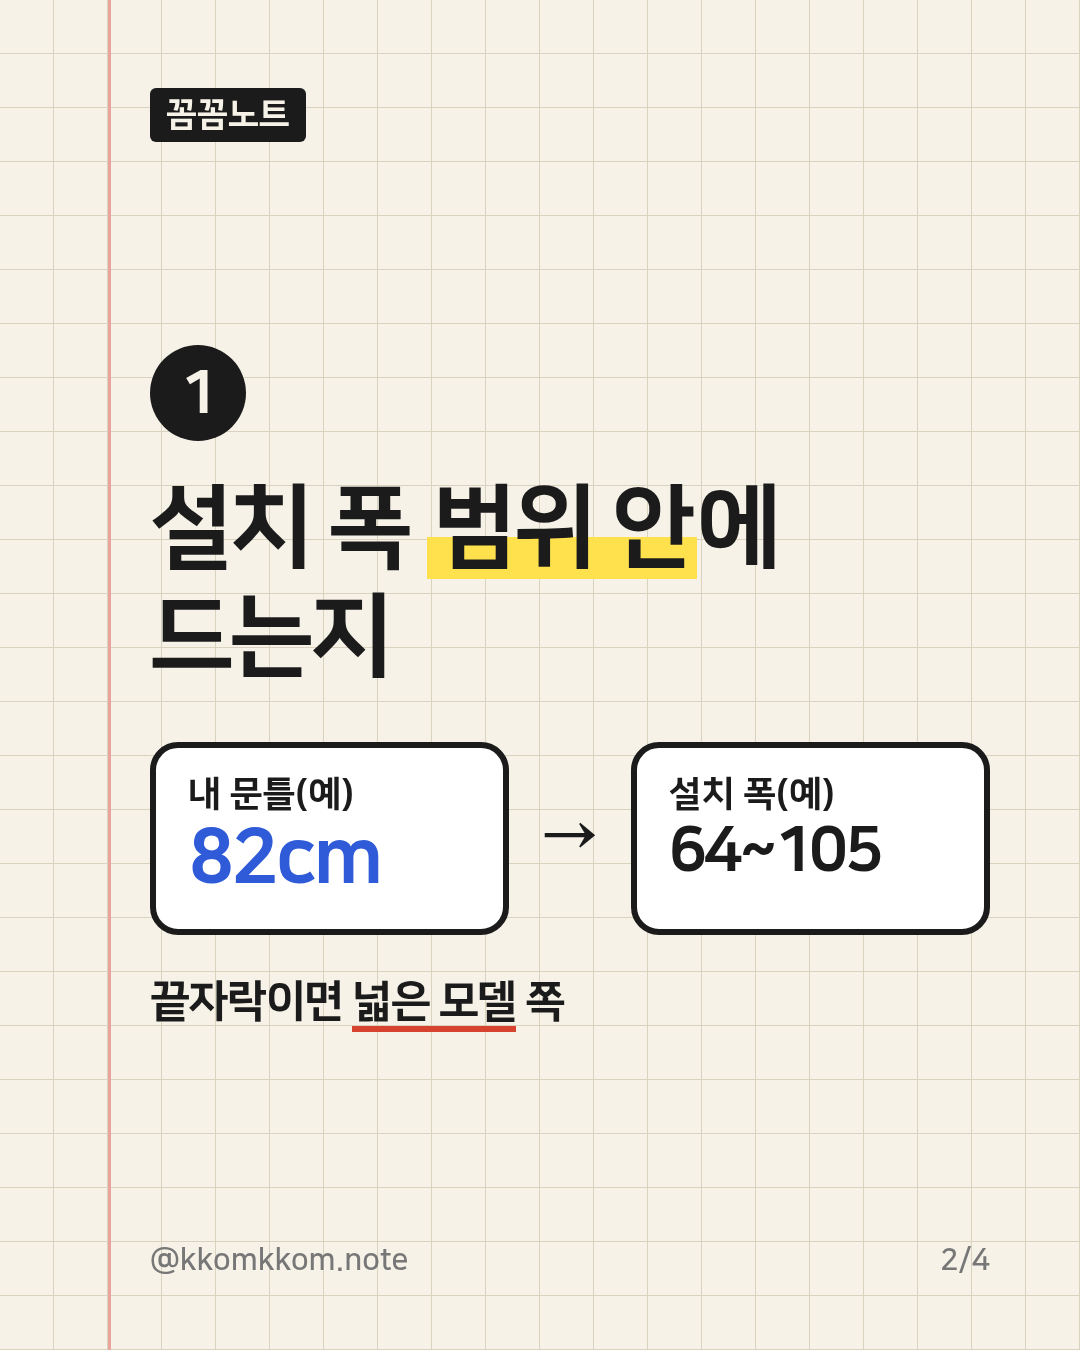 꼼꼼노트
1
설치 폭 범위 안에
드는지
내 문틀(예)
82cm
→
설치 폭(예)
64~105
끝자락이면 넓은 모델 쪽
@kkomkkom.note
2/4